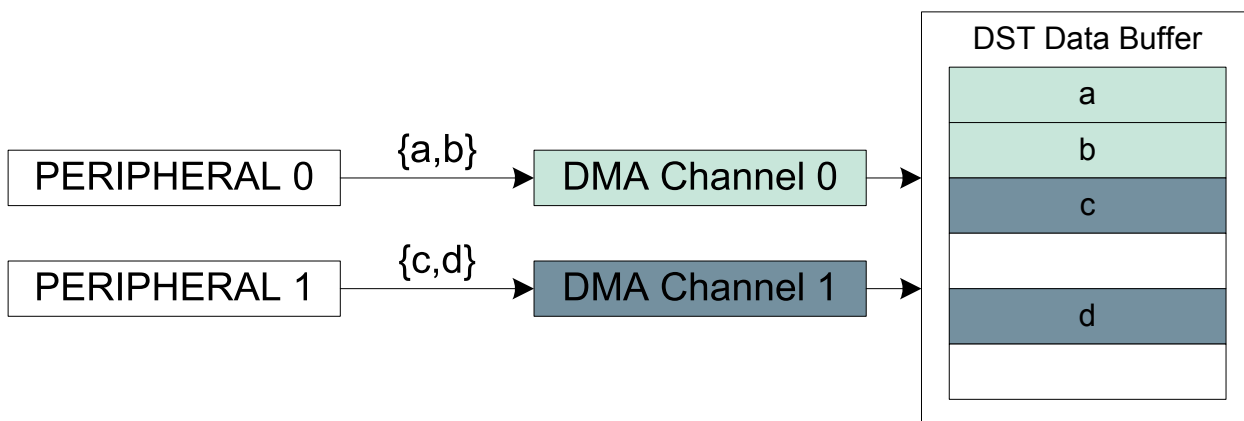 DST Data Buffer
a
b
c
d
PERIPHERAL 0
{a,b}
DMA Channel 0
PERIPHERAL 1
{c,d}
DMA Channel 1